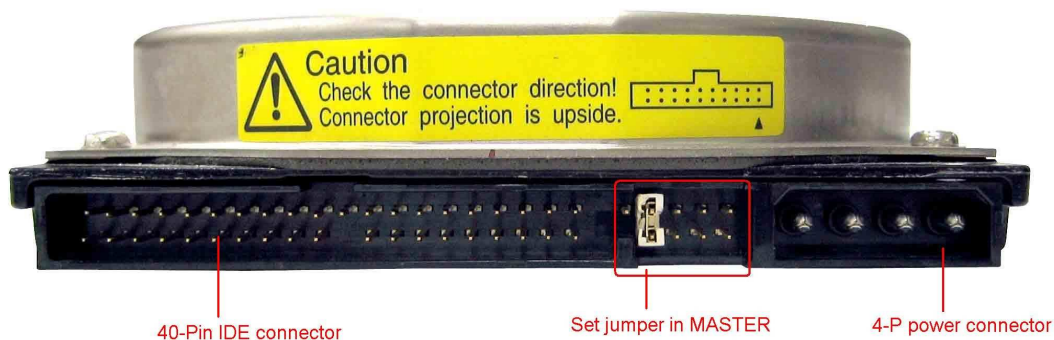 Caution
Check the connector direction!
Connector projection is upside.
40-Pin IDE connector
Set jumper in MASTER
4-P power connector